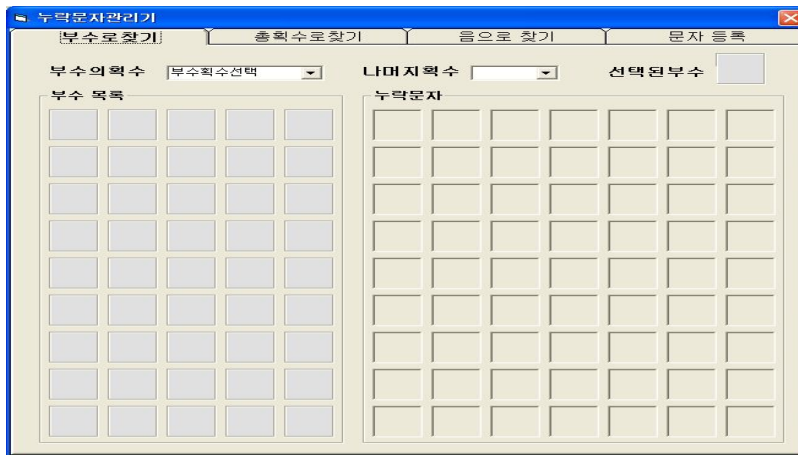 누락문자관리기
부수로찾기 총획수로찾기 음으로 찾기 문자 등록
부수의획수 부수획수선택 나머지획수 선택된부수
부수 목록 누락문자